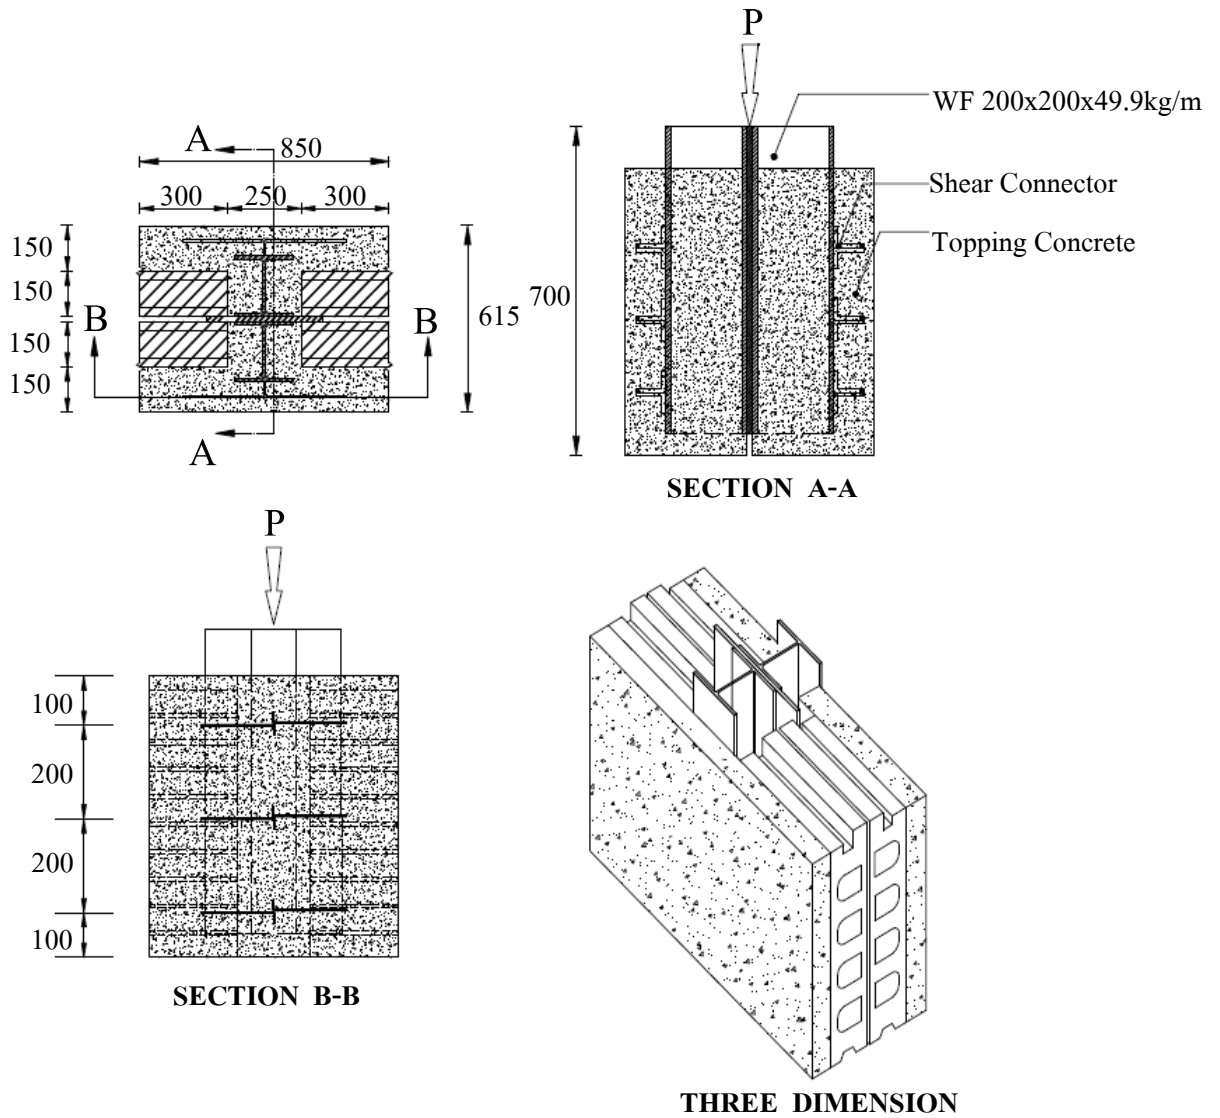 A
850
300 250 300
150
150
150
150
B
B
615
A
P
WF 200x200x49.9kg/m
Shear Connector
Topping Concrete
700
SECTION A-A
P
100
200
200
100
SECTION B-B
THREE DIMENSION